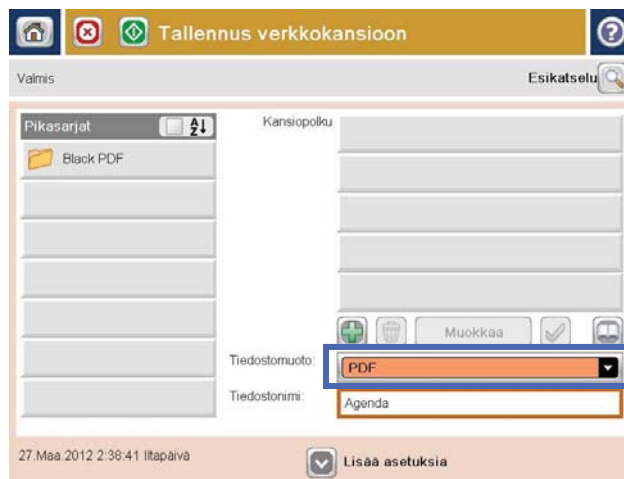 Tallennus verkkokansioon
Valmis
Esikatselu
Pikasarjat
Kansiopolku
Black PDF
Muokkaa
Tiedostomuoto:
PDF
Tiedostonimi:
Agenda
27.Maa.2012 2:38:41 Iltapäivä
Lisää asetuksia